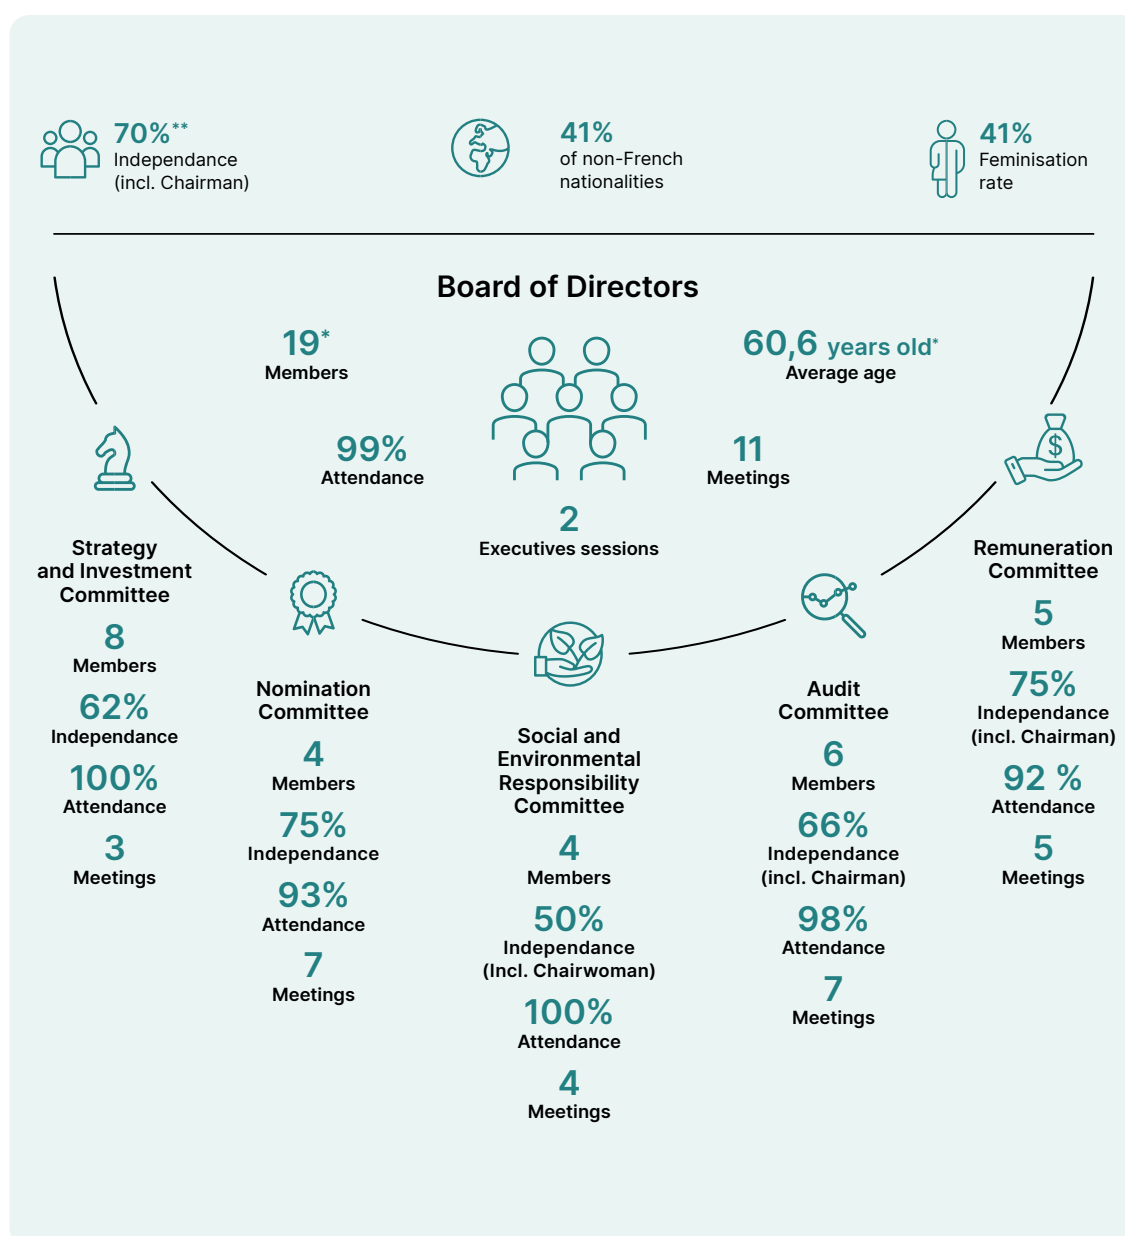 70%**
Independance
(incl. Chairman)
41%
of non-French
nationalities
41%
Feminisation
rate
Board of Directors
19*
Members
60,6 years old*
Average age
99%
Attendance
11
Meetings
2
Executives sessions
Strategy
and Investment
Committee
8
Members
62%
Independance
100%
Attendance
3
Meetings
Nomination
Committee
4
Members
75%
Independance
93%
Attendance
7
Meetings
Social and
Environmental
Responsibility
Committee
4
Members
50%
Independance
(Incl. Chairwoman)
100%
Attendance
4
Meetings
Audit
Committee
6
Members
66%
Independance
(incl. Chairman)
98%
Attendance
7
Meetings
$
Remuneration
Committee
5
Members
75%
Independance
(incl. Chairman)
92 %
Attendance
5
Meetings